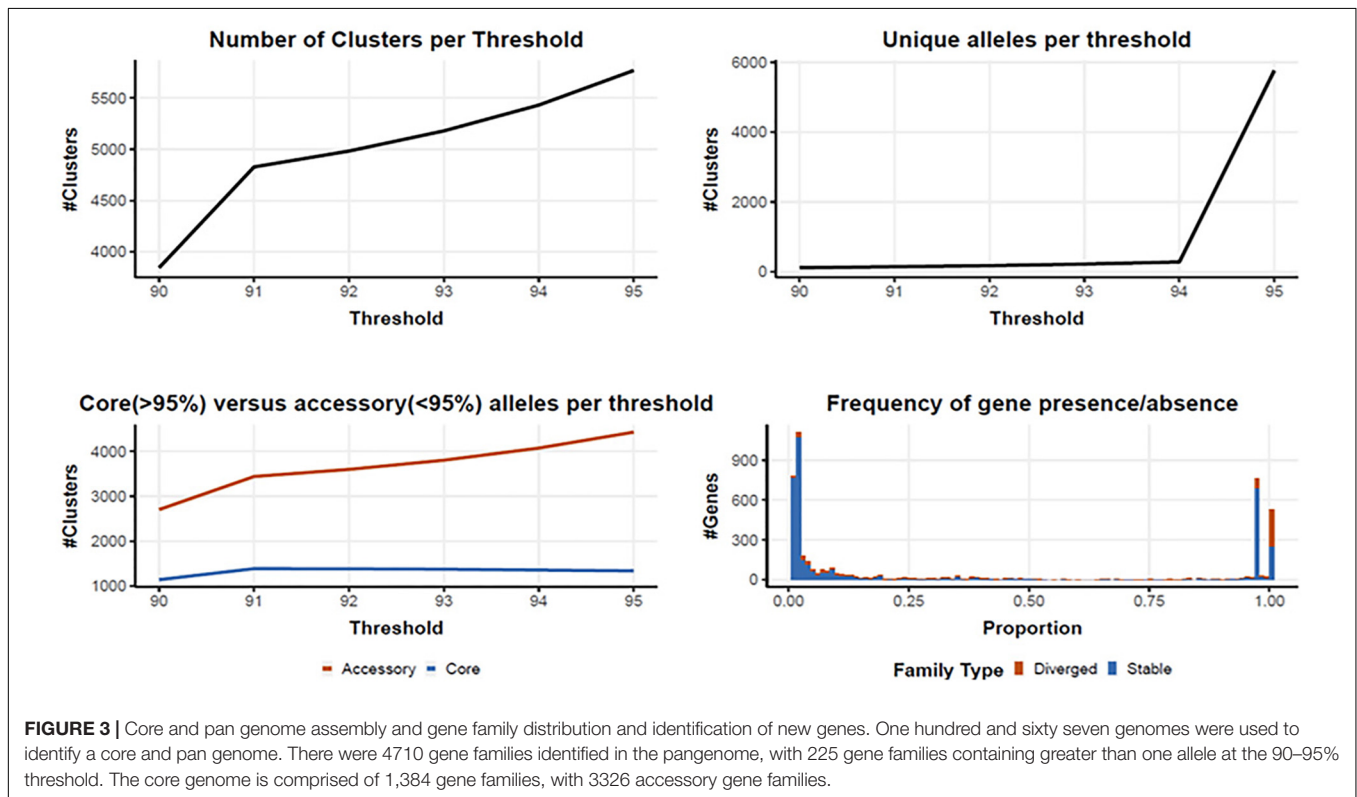 Number of Clusters per Threshold
#Clusters
5500
5000
4500
4000
90 91 92 93 94 95
Threshold
Unique alleles per threshold
#Clusters
6000
4000
2000
0
90 91 92 93 94 95
Threshold
Core(>95%) versus accessory(<95%) alleles per threshold
#Clusters
4000
3000
2000
1000
90 91 92 93 94 95
Threshold
Accessory Core
Frequency of gene presence/absence
#Genes
900
600
300
0
0.00 0.25 0.50 0.75 1.00
Proportion
Family Type Diverged Stable
FIGURE 3 | Core and pan genome assembly and gene family distribution and identification of new genes. One hundred and sixty seven genomes were used to
identify a core and pan genome. There were 4710 gene families identified in the pangenome, with 225 gene families containing greater than one allele at the 90–95%
threshold. The core genome is comprised of 1,384 gene families, with 3326 accessory gene families.